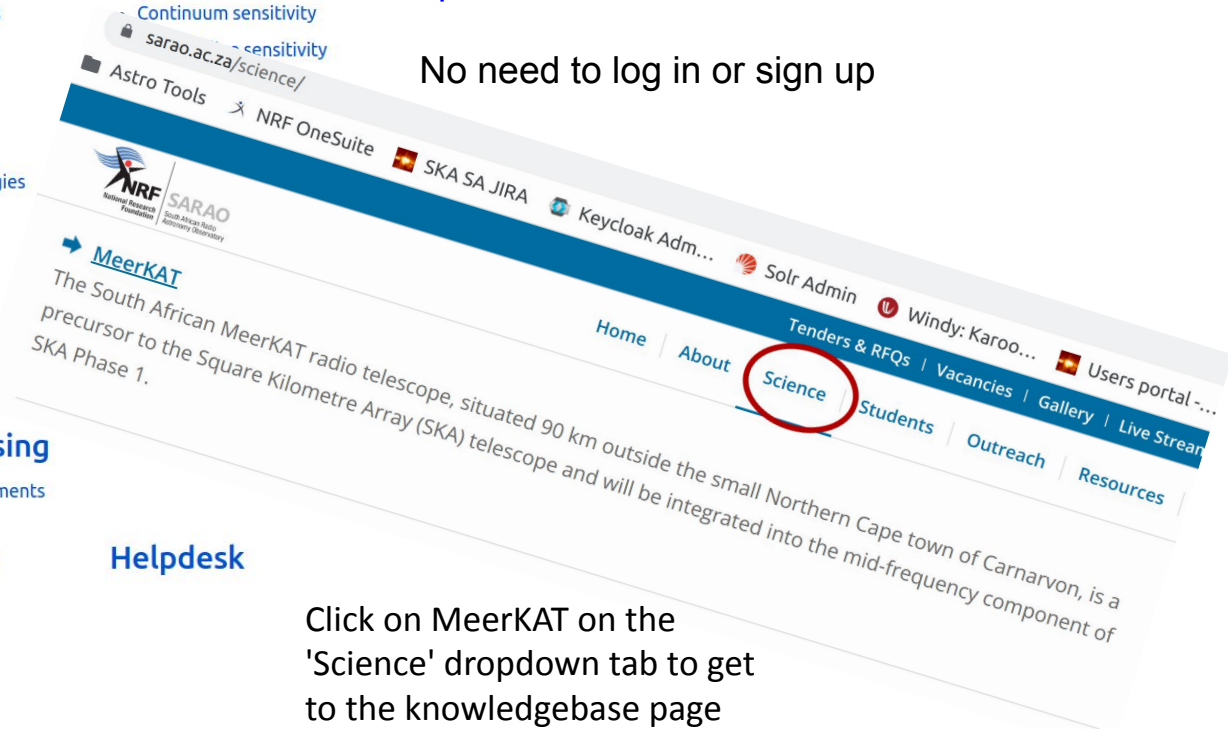 Continuum sensitivity
sensitivity
No need to log in or sign up
sarao.ac.za/science/
Astro Tools NRF OneSuite SKA SA JIRA Keycloak Adm... Solr Admin Windy: Karoo... Users portal -...
Tenders & RFQs | Vacancies | Gallery | Live Stream
NRF
National Research
Foundation
SARAO
South African Radio
Astronomy Observatory
Home About Science Students Outreach Resources
MeerKAT
The South African MeerKAT radio telescope, situated 90 km outside the small Northern Cape town of Carnarvon, is a
precursor to the Square Kilometre Array (SKA) telescope and will be integrated into the mid-frequency component of
SKA Phase 1.
Helpdesk
Click on MeerKAT on the
'Science' dropdown tab to get
to the knowledgebase page